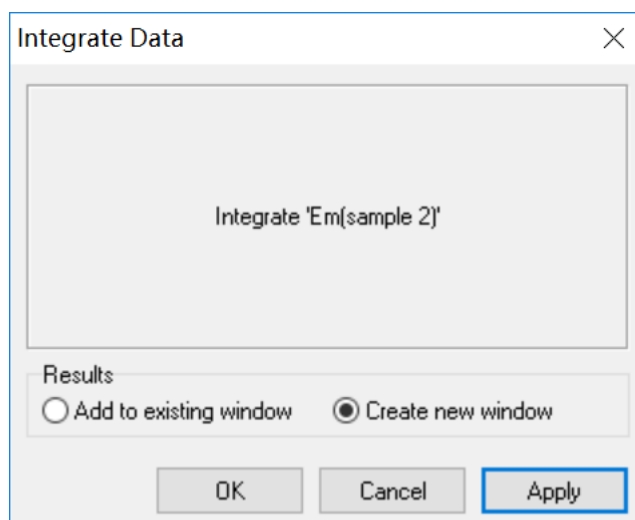 Integrate Data
Integrate 'Em(sample 2)'
Results
Add to existing window
Create new window
OK
Cancel
Apply